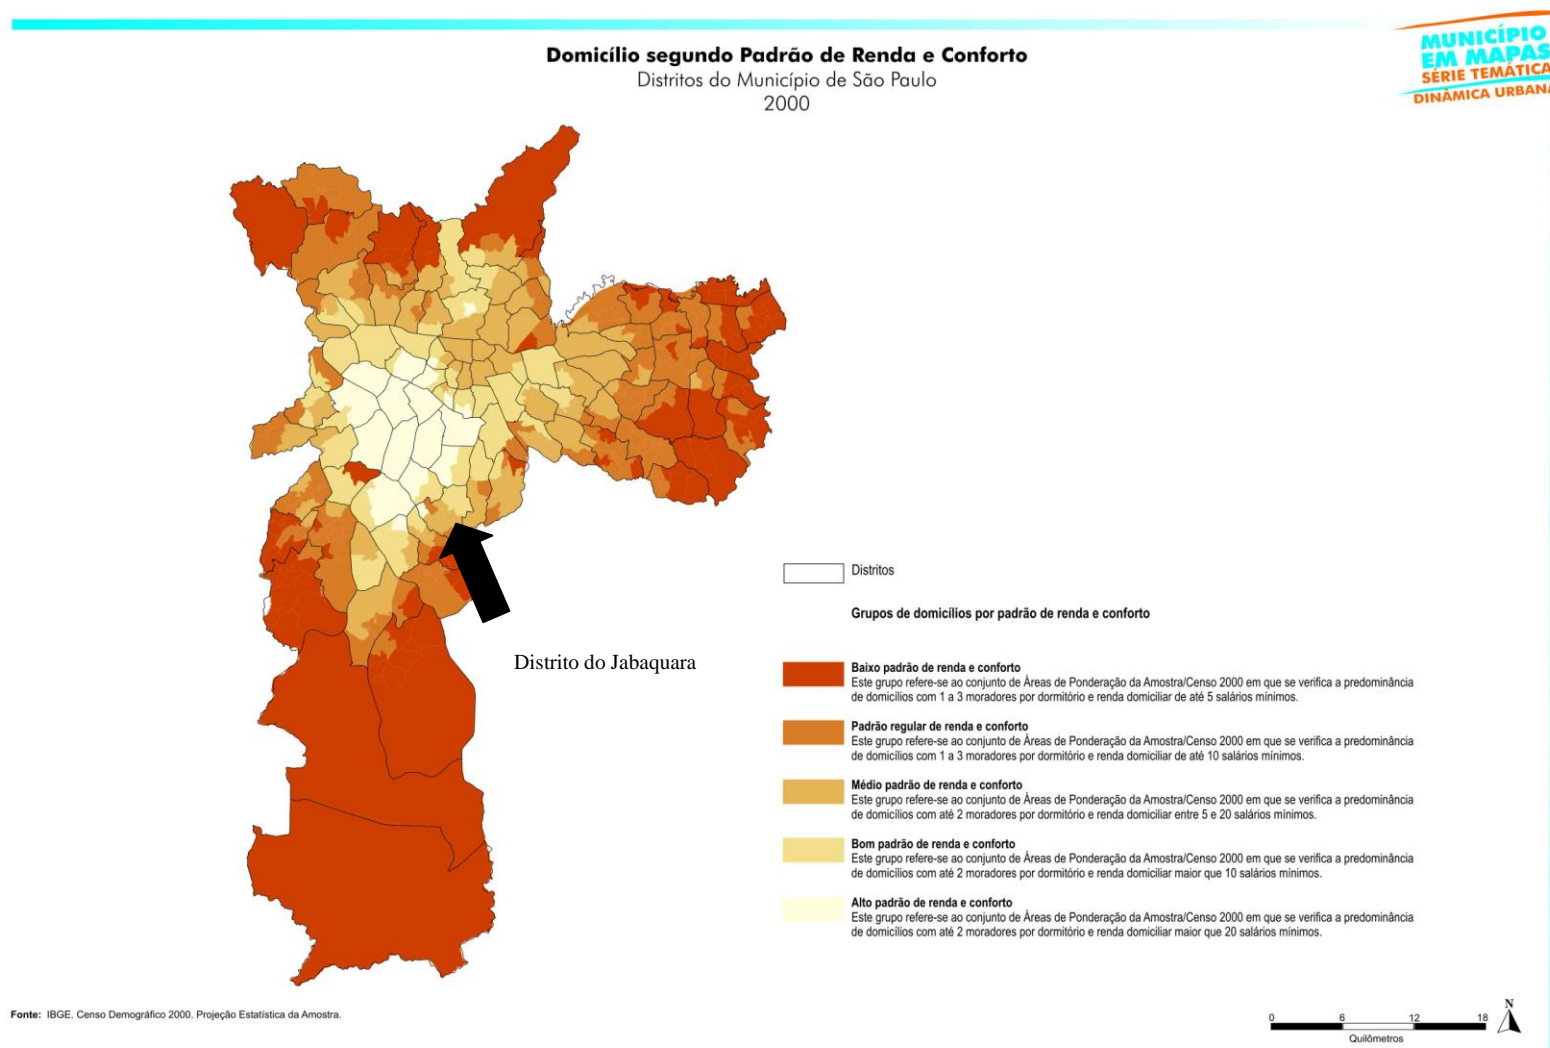 Domicílio segundo Padrão de Renda e Conforto
Distritos do Município de São Paulo
2000
MUNICÍPIO
EM MAPAS
SÉRIE TEMÁTICA
DINÂMICA URBANA
Distrito do Jabaquara
Distritos
Grupos de domicílios por padrão de renda e conforto
Baixo padrão de renda e conforto
Este grupo refere-se ao conjunto de Áreas de Ponderação da Amostra/Censo 2000 em que se verifica a predominância
de domicílios com 1 a 3 moradores por dormitório e renda domiciliar de até 5 salários mínimos.
Padrão regular de renda e conforto
Este grupo refere-se ao conjunto de Áreas de Ponderação da Amostra/Censo 2000 em que se verifica a predominância
de domicílios com 1 a 3 moradores por dormitório e renda domiciliar de até 10 salários mínimos.
Médio padrão de renda e conforto
Este grupo refere-se ao conjunto de Áreas de Ponderação da Amostra/Censo 2000 em que se verifica a predominância
de domicílios com até 2 moradores por dormitório e renda domiciliar entre 5 e 20 salários mínimos.
Bom padrão de renda e conforto
Este grupo refere-se ao conjunto de Áreas de Ponderação da Amostra/Censo 2000 em que se verifica a predominância
de domicílios com até 2 moradores por dormitório e renda domiciliar maior que 10 salários mínimos.
Alto padrão de renda e conforto
Este grupo refere-se ao conjunto de Áreas de Ponderação da Amostra/Censo 2000 em que se verifica a predominância
de domicílios com até 2 moradores por dormitório e renda domiciliar maior que 20 salários mínimos.
Fonte: IBGE. Censo Demográfico 2000. Projeção Estatística da Amostra.
0 6 12 18
Quilômetros
N